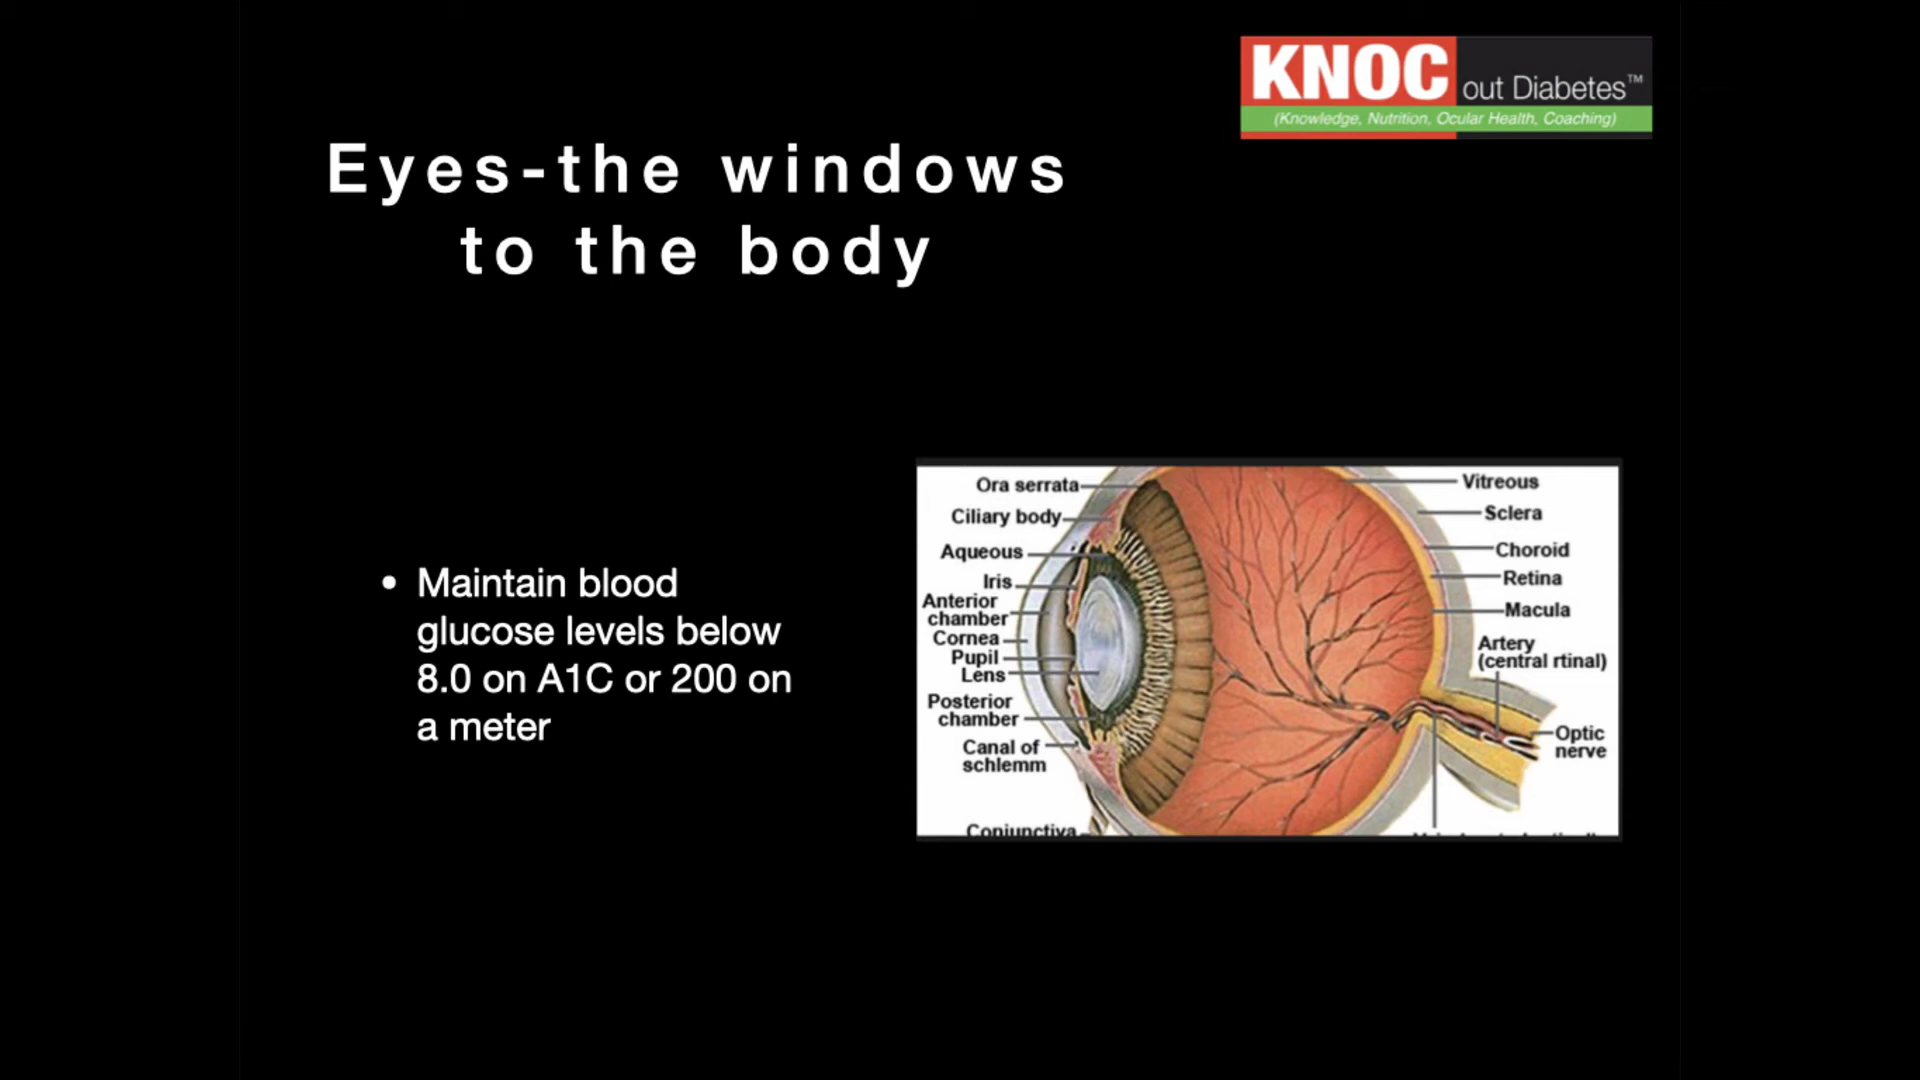 KNOC out Diabetes™
(Knowledge, Nutrition, Ocular Health, Coaching)
Eyes-the windows
to the body
• Maintain blood
glucose levels below
8.0 on A1C or 200 on
a meter
Ora serrata
Ciliary body
Aqueous
Iris
Anterior
chamber
Cornea
Pupil
Lens
Posterior
chamber
Canal of
schlemm
Conjunctiva
Vitreous
Sclera
Choroid
Retina
Macula
Artery
(central rtinal)
Optic
nerve